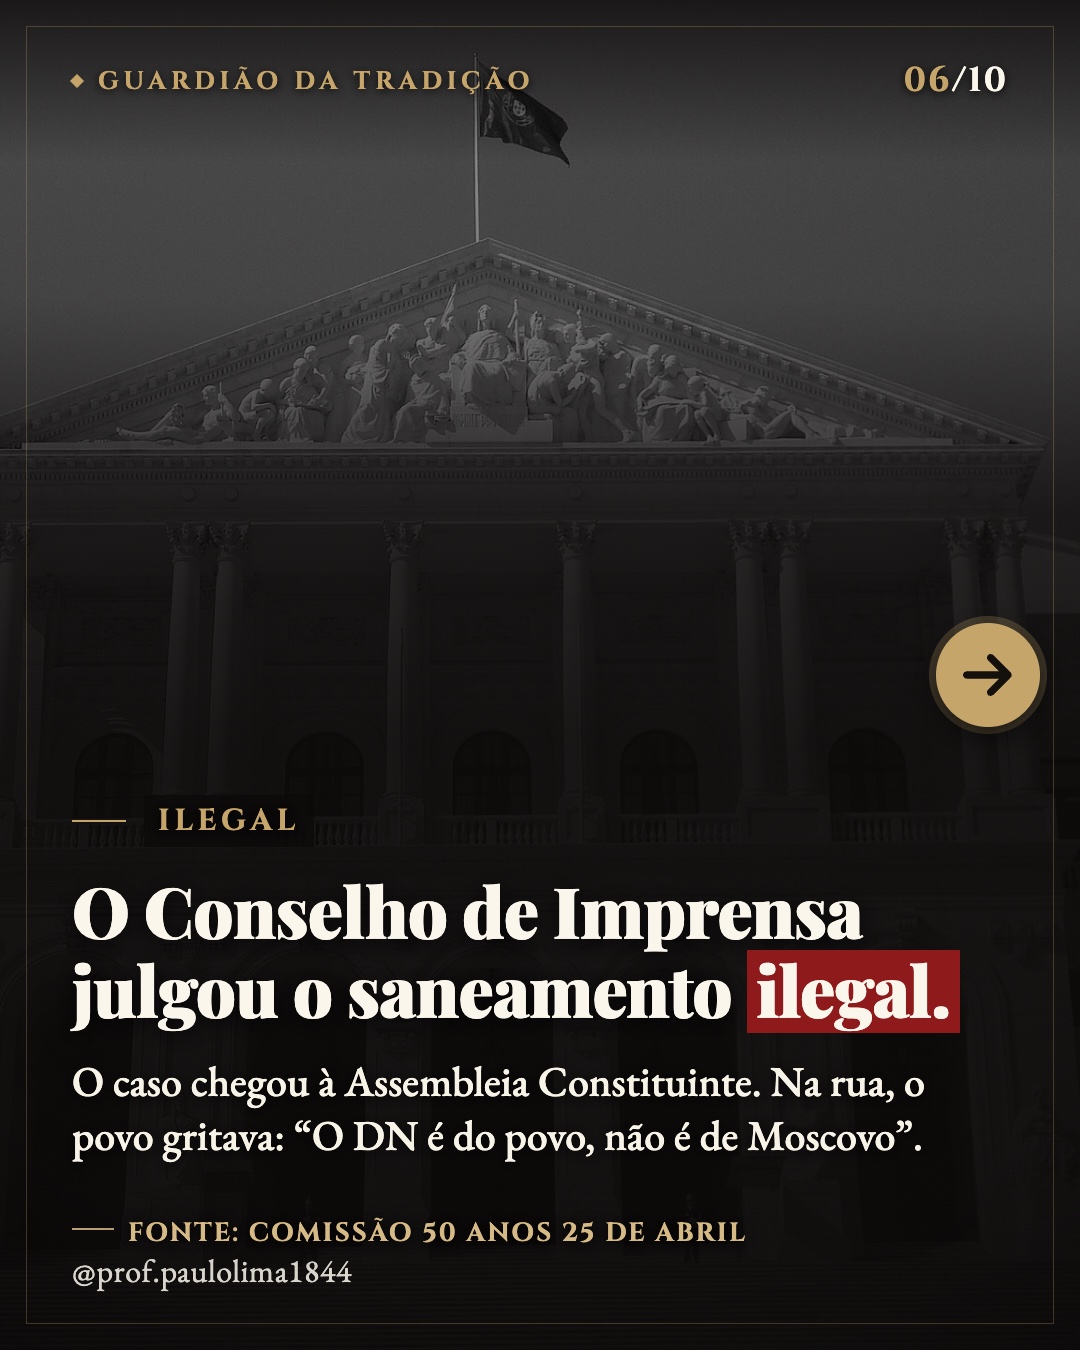 GUARDIÃO DA TRADIÇÃO
06/10
ILEGAL
O Conselho de Imprensa
julgou o saneamento ilegal.
O caso chegou à Assembleia Constituinte. Na rua, o
povo gritava: “O DN é do povo, não é de Moscovo”.
FONTE: COMISSÃO 50 ANOS 25 DE ABRIL
@prof.paulolima1844